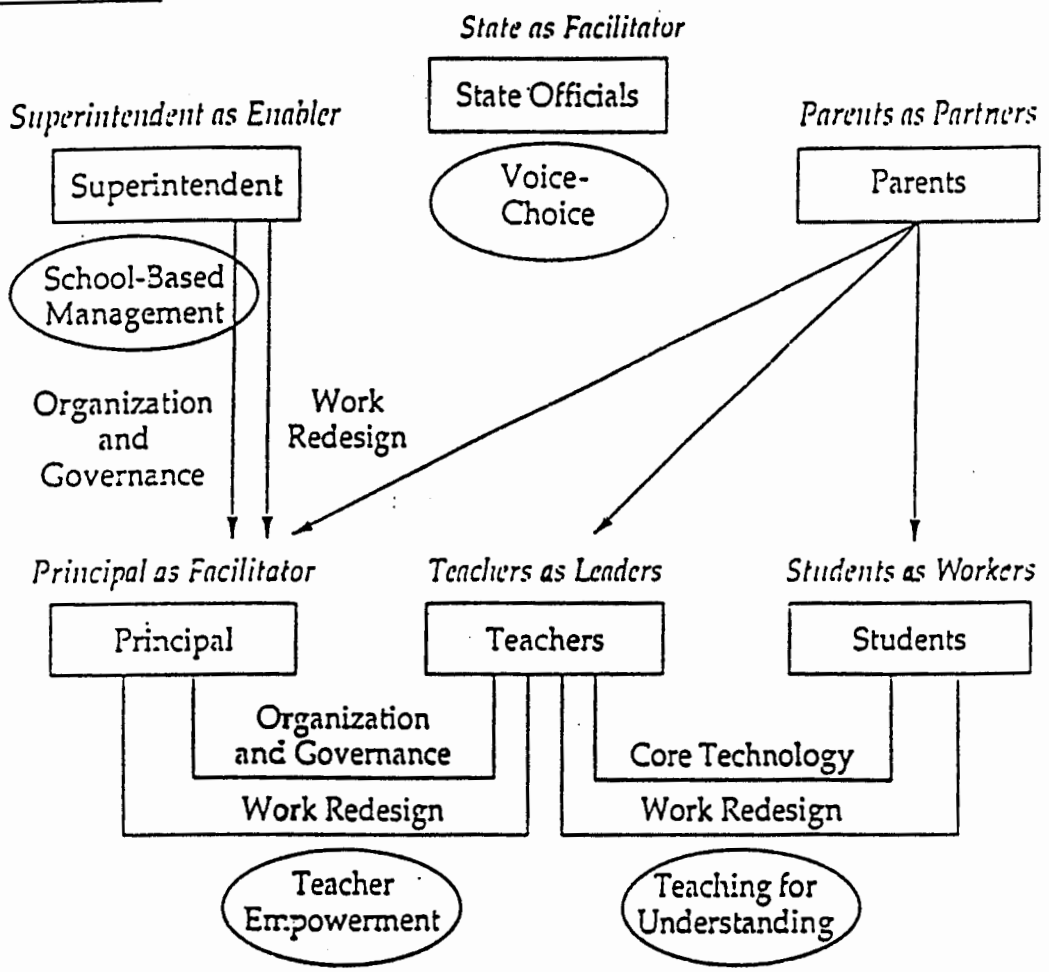 State as Facilitator
State Officials
Superintendent as Enabler
Parents as Partners
Superintendent
Voice-
Choice
Parents
School-Based
Management
Organization
and
Governance
Work
Redesign
Principal as Facilitator
Teachers as Leaders
Students as Workers
Principal
Teachers
Students
Organization
and Governance
Core Technology
Work Redesign
Work Redesign
Teacher
Empowerment
Teaching for
Understanding